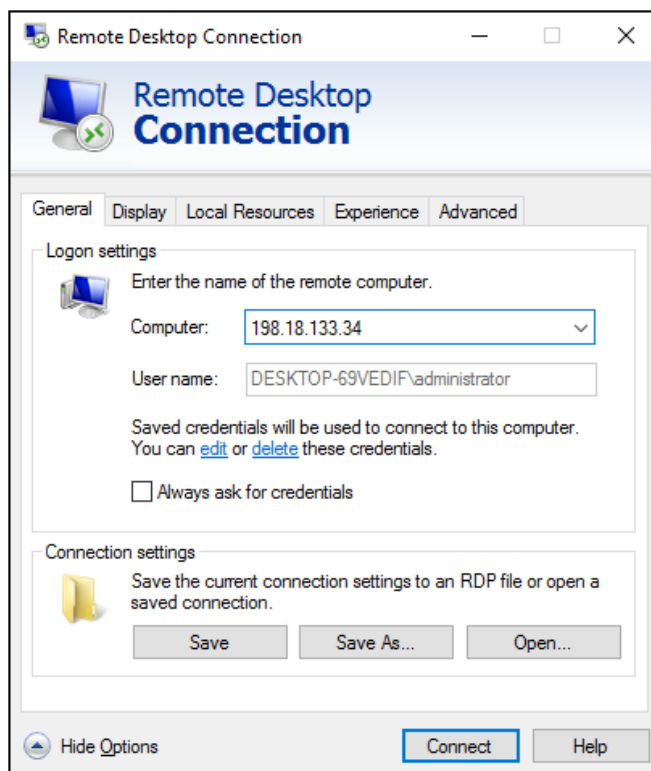 Remote Desktop Connection
Remote Desktop
Connection
General Display Local Resources Experience Advanced
Logon settings
Enter the name of the remote computer.
Computer: 198.18.133.34
User name: DESKTOP-69VEDIF\administrator
Saved credentials will be used to connect to this computer.
You can edit or delete these credentials.
Always ask for credentials
Connection settings
Save the current connection settings to an RDP file or open a
saved connection.
Save Save As... Open...
Hide Options Connect Help